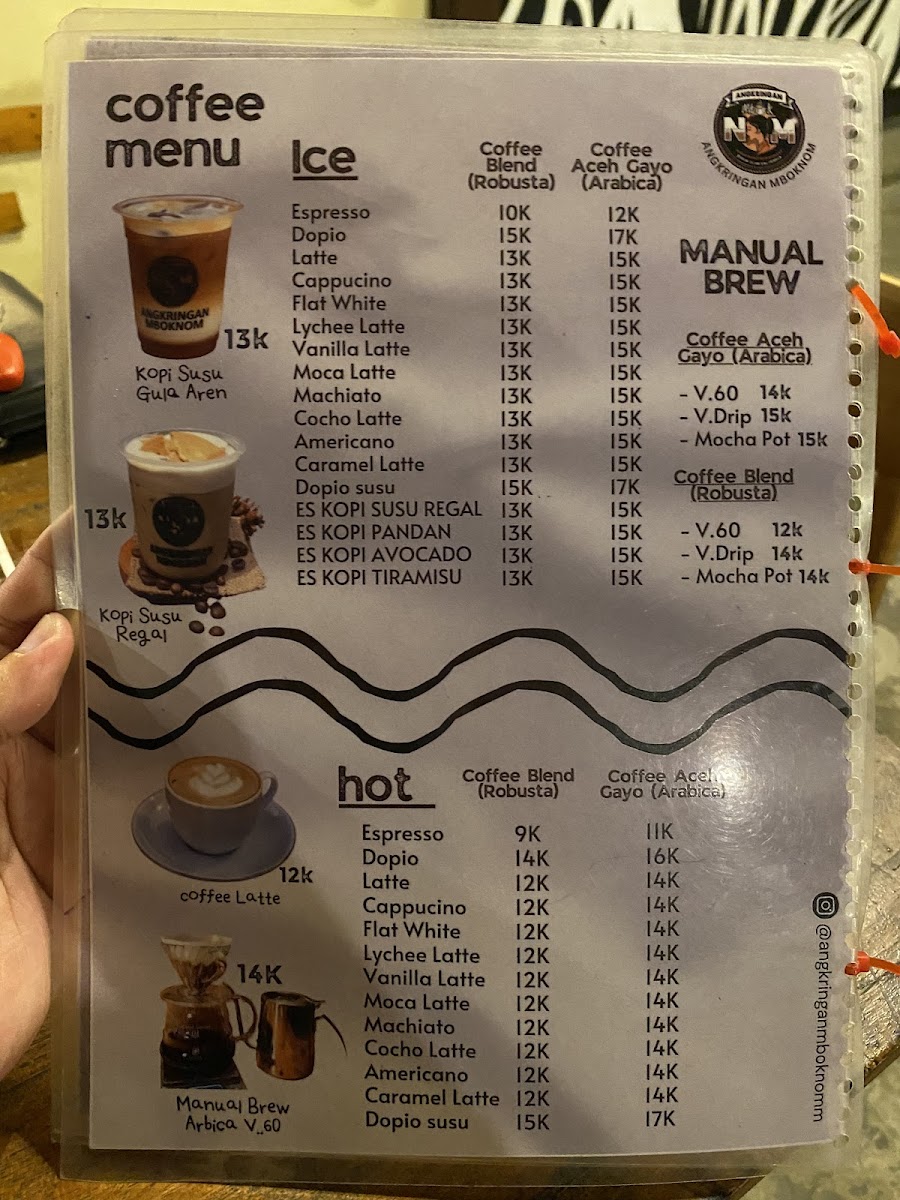 coffee
menu
Ice
Coffee
Blend
(Robusta)
Coffee
Aceh Gayo
(Arabica)
Espresso 10K 12K
Dopio 15K 17K
Latte 13K 15K
Cappucino 13K 15K
Flat White 13K 15K
Lychee Latte 13K 15K
Vanilla Latte 13K 15K
Moca Latte 13K 15K
Machiato 13K 15K
Cocho Latte 13K 15K
Americano 13K 15K
Caramel Latte 13K 15K
Dopio susu 15K 17K
ES KOPI SUSU REGAL 13K 15K
ES KOPI PANDAN 13K 15K
ES KOPI AVOCADO 13K 15K
ES KOPI TIRAMISU 13K 15K
ANGKRINGAN
MBOKNOM
13k
Kopi Susu
Gula Aren
13k
Kopi Susu
Regal
ANGKRINGAN
NOM
ANGKRINGAN MBOKNOM
MANUAL
BREW
Coffee Aceh
Gayo (Arabica)
- V.60 14k
- V.Drip 15k
- Mocha Pot 15k
Coffee Blend
(Robusta)
- V.60 12k
- V.Drip 14k
- Mocha Pot 14k
hot
Coffee Blend
(Robusta)
Coffee Aceh
Gayo (Arabica)
Espresso 9K 11K
Dopio 14K 16K
Latte 12K 14K
Cappucino 12K 14K
Flat White 12K 14K
Lychee Latte 12K 14K
Vanilla Latte 12K 14K
Moca Latte 12K 14K
Machiato 12K 14K
Cocho Latte 12K 14K
Americano 12K 14K
Caramel Latte 12K 14K
Dopio susu 15K 17K
12k
coffee Latte
14K
Manual Brew
Arbica V..60
@angkringanmboknomm